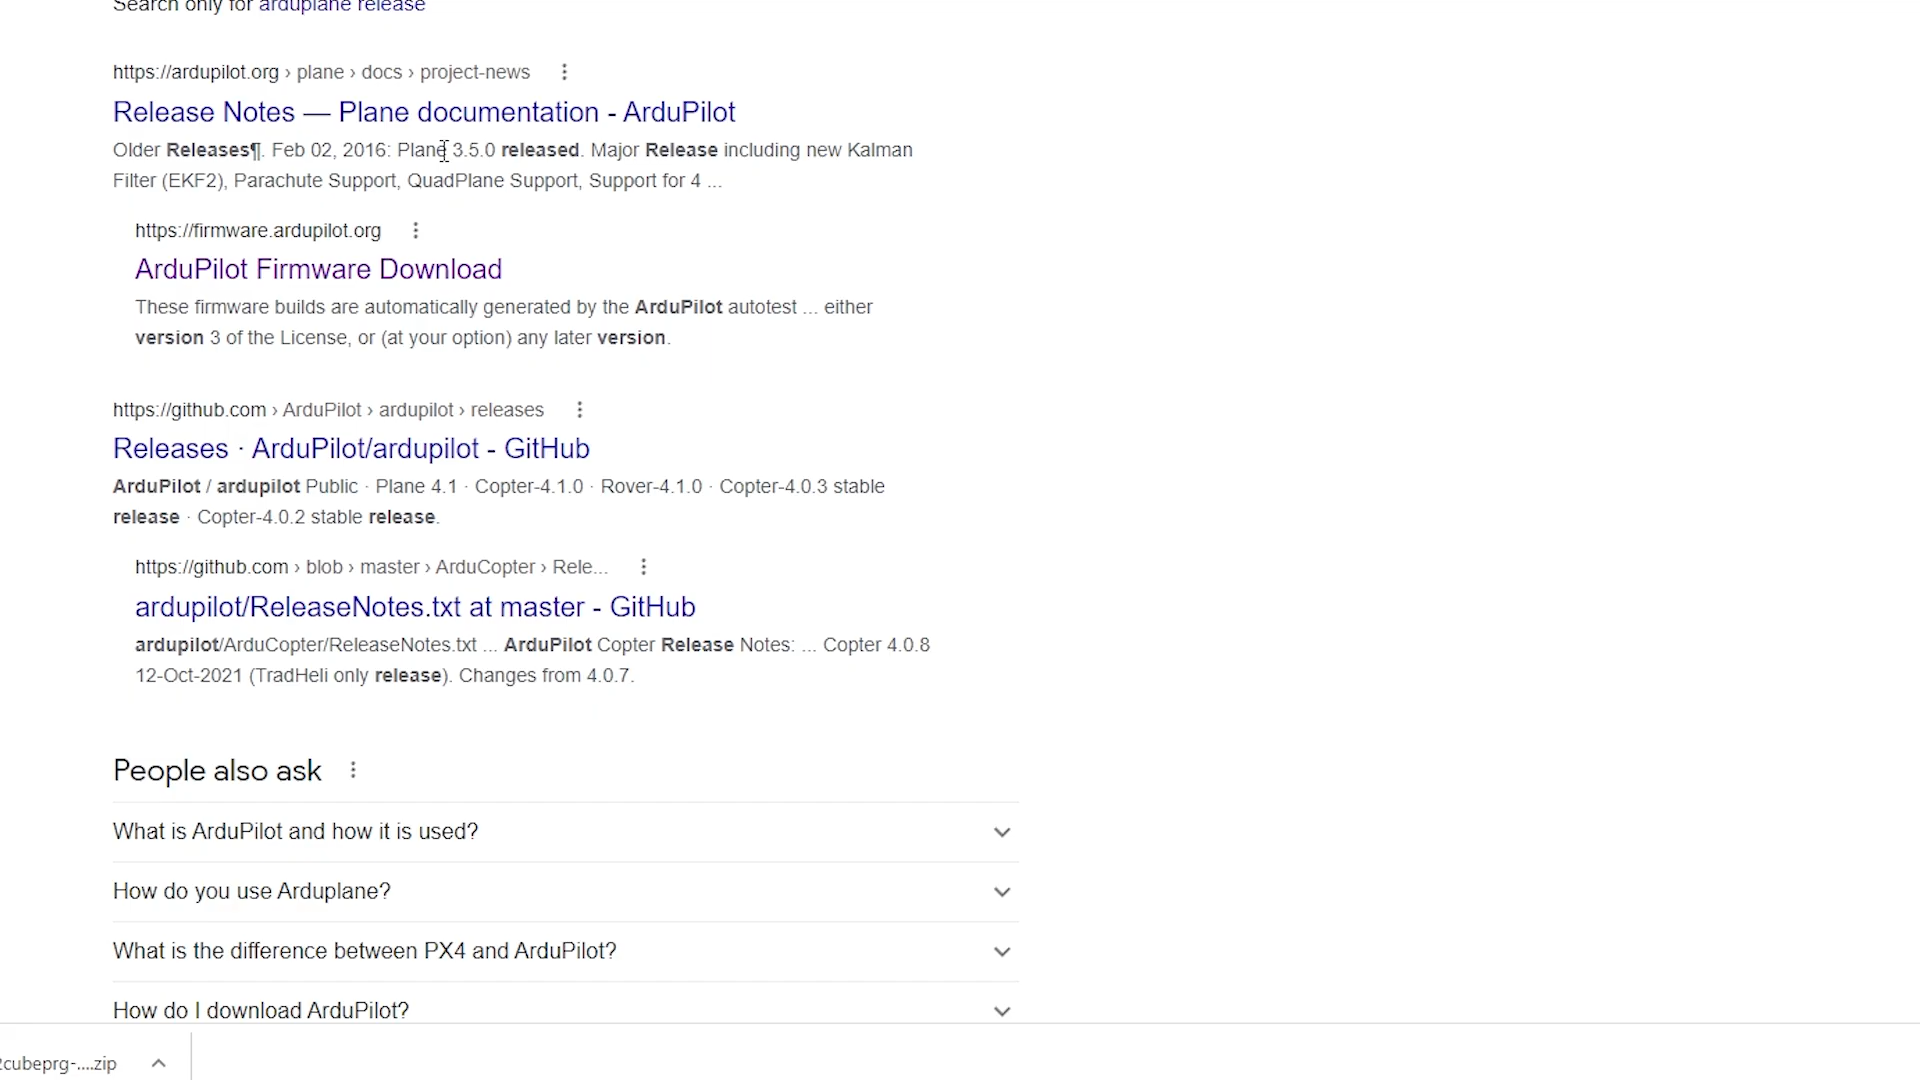 Search only for arduplane release
https://ardupilot.org › plane › docs › project-news
Release Notes — Plane documentation - ArduPilot
Older Releases¶. Feb 02, 2016: Plane 3.5.0 released. Major Release including new Kalman
Filter (EKF2), Parachute Support, QuadPlane Support, Support for 4 ...
https://firmware.ardupilot.org
ArduPilot Firmware Download
These firmware builds are automatically generated by the ArduPilot autotest ... either
version 3 of the License, or (at your option) any later version.
https://github.com › ArduPilot › ardupilot › releases
Releases · ArduPilot/ardupilot - GitHub
ArduPilot / ardupilot Public · Plane 4.1 · Copter-4.1.0 · Rover-4.1.0 · Copter-4.0.3 stable
release · Copter-4.0.2 stable release.
https://github.com › blob › master › ArduCopter › Rele...
ardupilot/ReleaseNotes.txt at master - GitHub
ardupilot/ArduCopter/ReleaseNotes.txt ... ArduPilot Copter Release Notes: ... Copter 4.0.8
12-Oct-2021 (TradHeli only release). Changes from 4.0.7.
People also ask
What is ArduPilot and how it is used?
How do you use Arduplane?
What is the difference between PX4 and ArduPilot?
How do I download ArduPilot?
2cubeprg-....zip